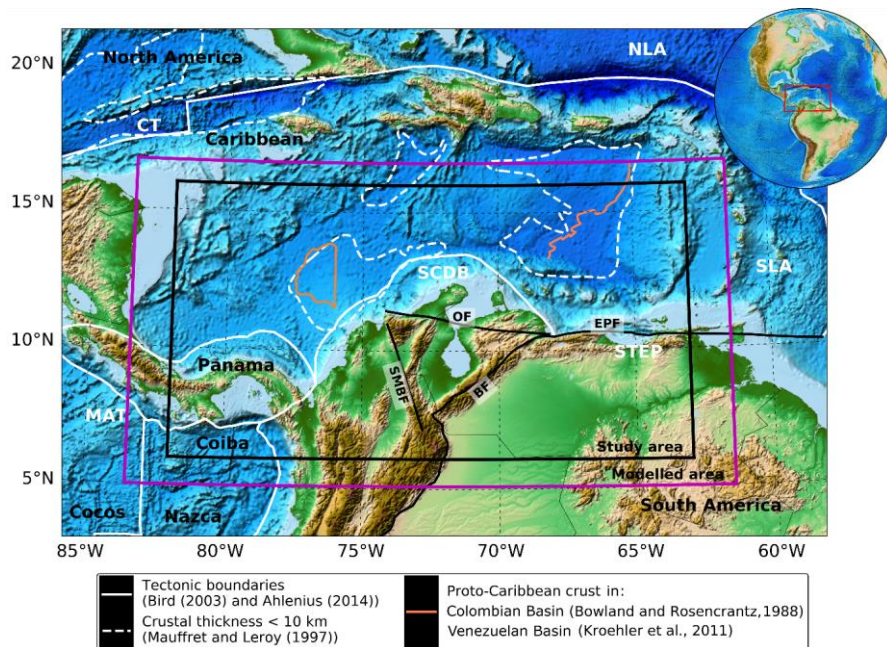 20°N
15°N
10°N
5°N
North America
NLA
CT
Caribbean
SCDB
SLA
OF
EPF
STEP
Panama
SMBF
BF
MAT
Coiba
Study area
Modelled area
Cocos
Nazca
South America
85°W 80°W 75°W 70°W 65°W 60°W
Tectonic boundaries
(Bird (2003) and Ahlenius (2014))
Crustal thickness < 10 km
(Mauffret and Leroy (1997))
Proto-Caribbean crust in:
Colombian Basin (Bowland and Rosencrantz,1988)
Venezuelan Basin (Kroehler et al., 2011)